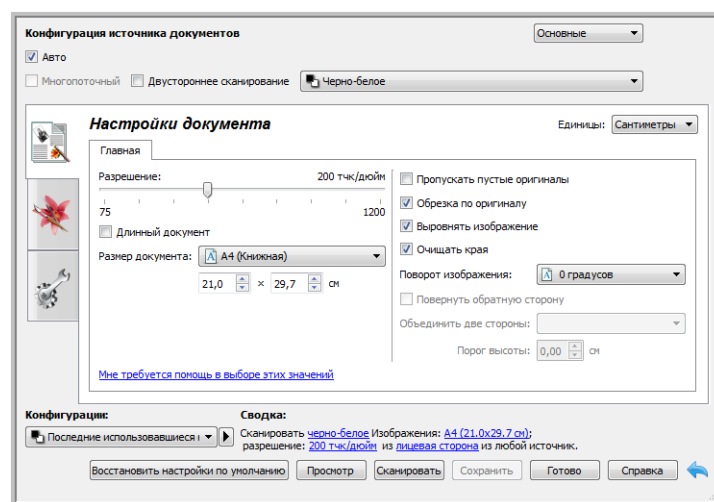 Конфигурация источника документов
Основные
Авто
Многопоточный Двустороннее сканирование Черно-белое
Настройки документа
Единицы: Сантиметры
Главная
Разрешение: 200 тчк/дюйм
75 1200
Длинный документ
Размер документа: A4 (Книжная)
21,0 × 29,7 см
Пропускать пустые оригиналы
Обрезка по оригиналу
Выровнять изображение
Очищать края
Поворот изображения: 0 градусов
Повернуть обратную сторону
Объединить две стороны:
Порог высоты: 0,00 см
Мне требуется помощь в выборе этих значений
Конфигурации: Сводка:
Последние использовавшиеся
Сканировать черно-белое Изображения: A4 (21.0x29.7 см);
разрешение: 200 тчк/дюйм из лицевая сторона из любой источник.
Восстановить настройки по умолчанию Просмотр Сканировать Сохранить Готово Справка